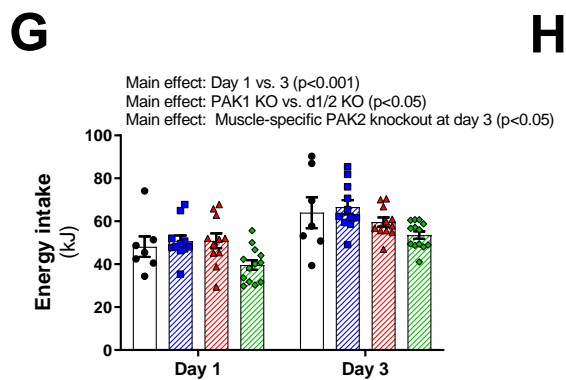 G
H
Main effect: Day 1 vs. 3 (p<0.001)
Main effect: PAK1 KO vs. d1/2 KO (p<0.05)
Main effect:  Muscle-specific PAK2 knockout at day 3 (p<0.05)
Energy intake
(kJ)
100
80
60
40
20
0
Day 1
Day 3